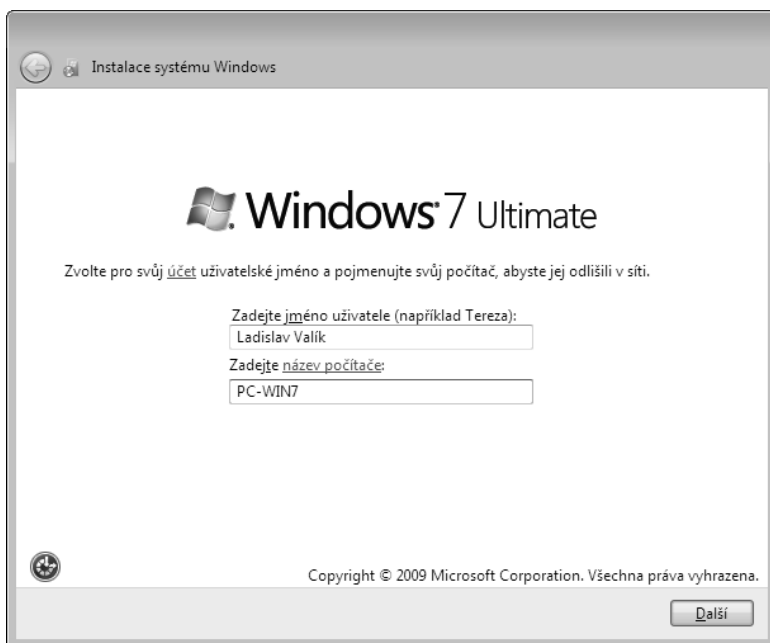 Instalace systému Windows
Windows 7 Ultimate
Zvolte pro svůj účet uživatelské jméno a pojmenujte svůj počítač, abyste jej odlišili v síti.
Zadejte jméno uživatele (například Tereza):
Ladislav Valík
Zadejte název počítače:
PC-WIN7
Copyright © 2009 Microsoft Corporation. Všechna práva vyhrazena.
Další